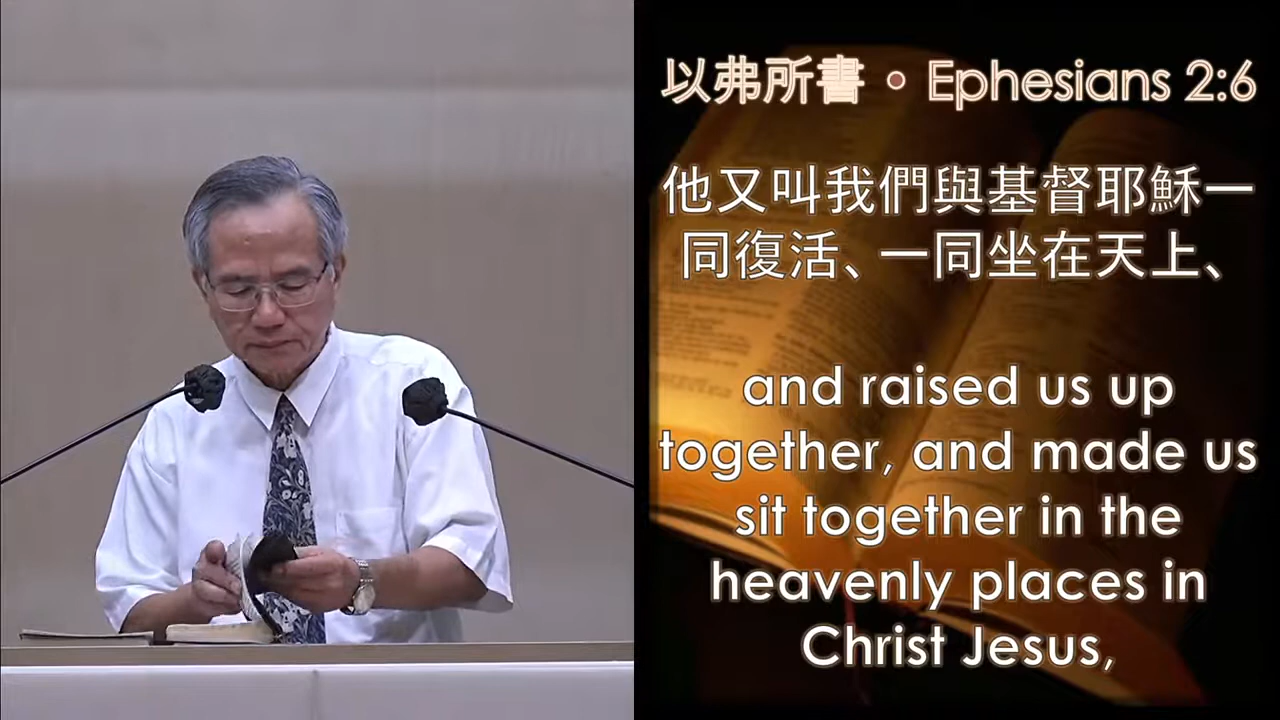 以弗所書 • Ephesians 2:6
他又叫我們與基督耶穌一
同復活、一同坐在天上、
and raised us up
together, and made us
sit together in the
heavenly places in
Christ Jesus,